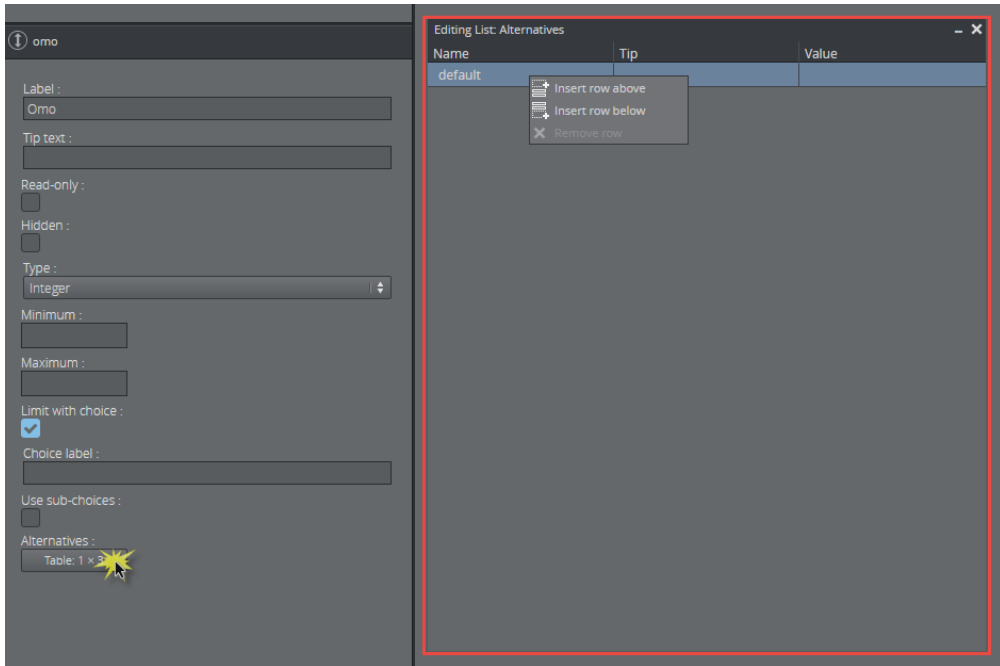 omo
Label :
Omo
Tip text :
Read-only :
Hidden :
Type :
Integer
Minimum :
Maximum :
Limit with choice :
Choice label :
Use sub-choices :
Alternatives :
Table: 1 × 3
Editing List: Alternatives
Name Tip Value
default
Insert row above
Insert row below
Remove row